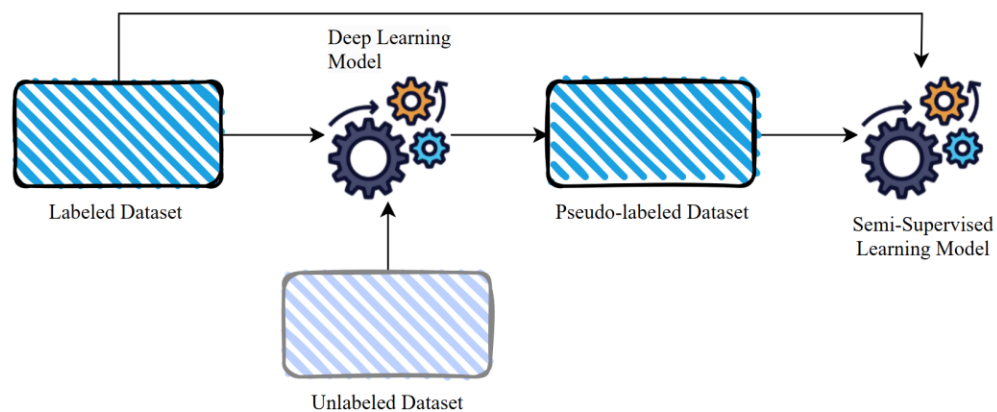 Deep Learning
Model
Labeled Dataset
Pseudo-labeled Dataset
Semi-Supervised
Learning Model
Unlabeled Dataset